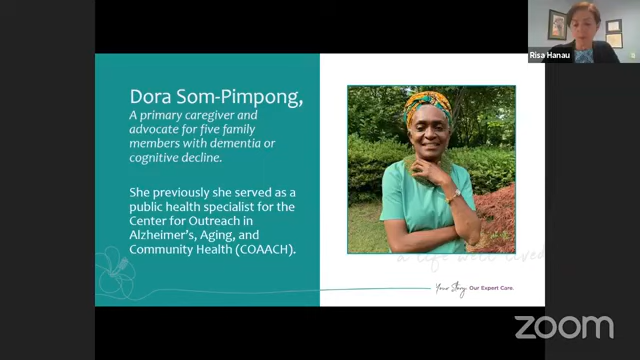 Risa Hanau
Dora Som-Pimpong,
A primary caregiver and
advocate for five family
members with dementia or
cognitive decline.
She previously she served as a
public health specialist for the
Center for Outreach in
Alzheimer's, Aging, and
Community Health (COAACH).
a life well lived
Your Story. Our Expert Care.
zoom